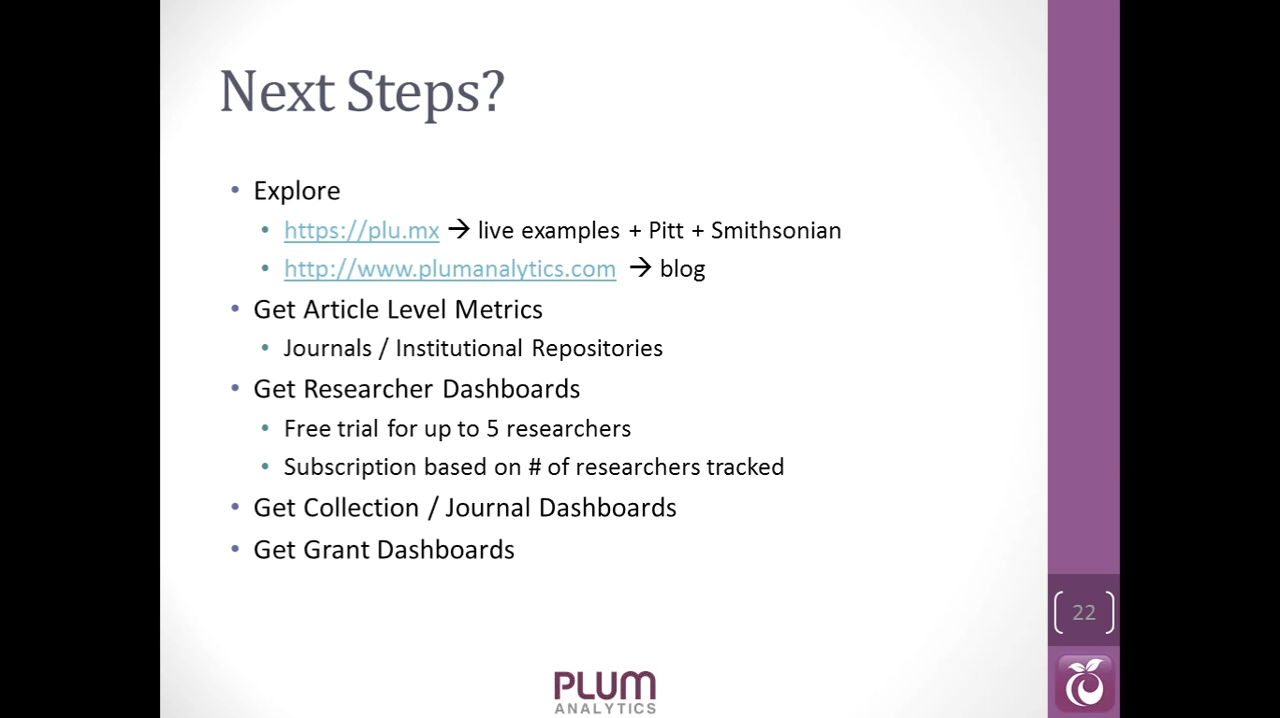 Next Steps?
• Explore
• https://plu.mx → live examples + Pitt + Smithsonian
• http://www.plumanalytics.com → blog
• Get Article Level Metrics
• Journals / Institutional Repositories
• Get Researcher Dashboards
• Free trial for up to 5 researchers
• Subscription based on # of researchers tracked
• Get Collection / Journal Dashboards
• Get Grant Dashboards
22
PLUM
ANALYTICS